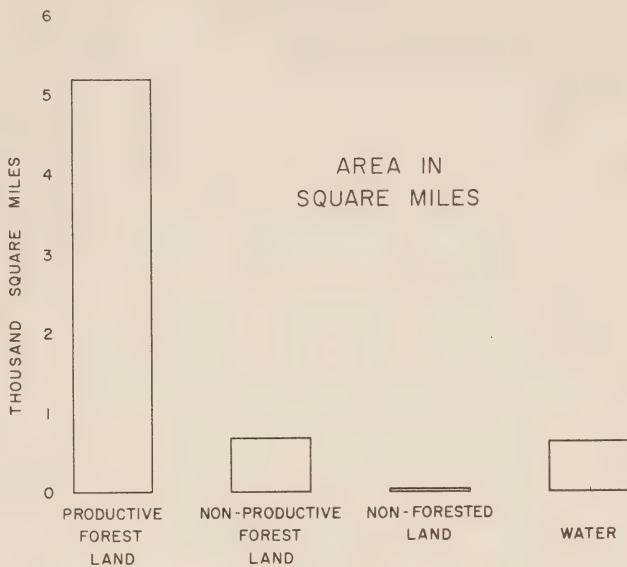 6
5
4
3
2
1
0
THOUSAND SQUARE MILES
AREA IN
SQUARE MILES
PRODUCTIVE
FOREST
LAND
NON-PRODUCTIVE
FOREST
LAND
NON-FORESTED
LAND
WATER